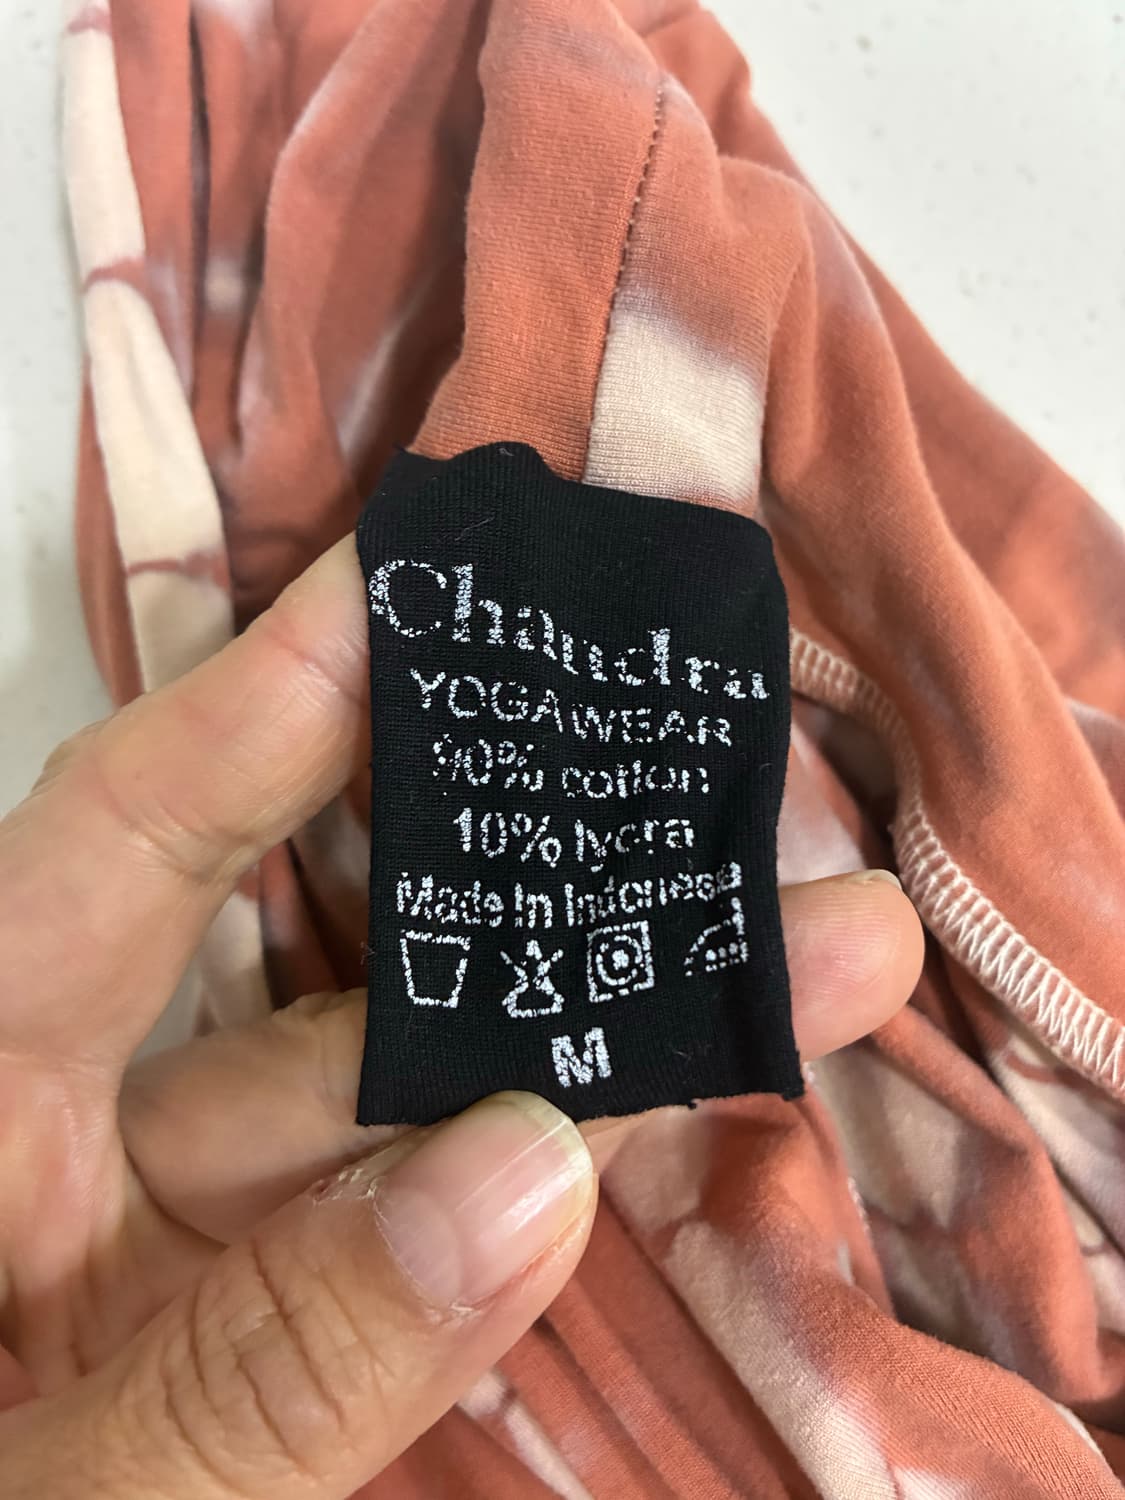 Chandra
YOGAWEAR
90% cotton
10% lycra
Made In Indonesia
M